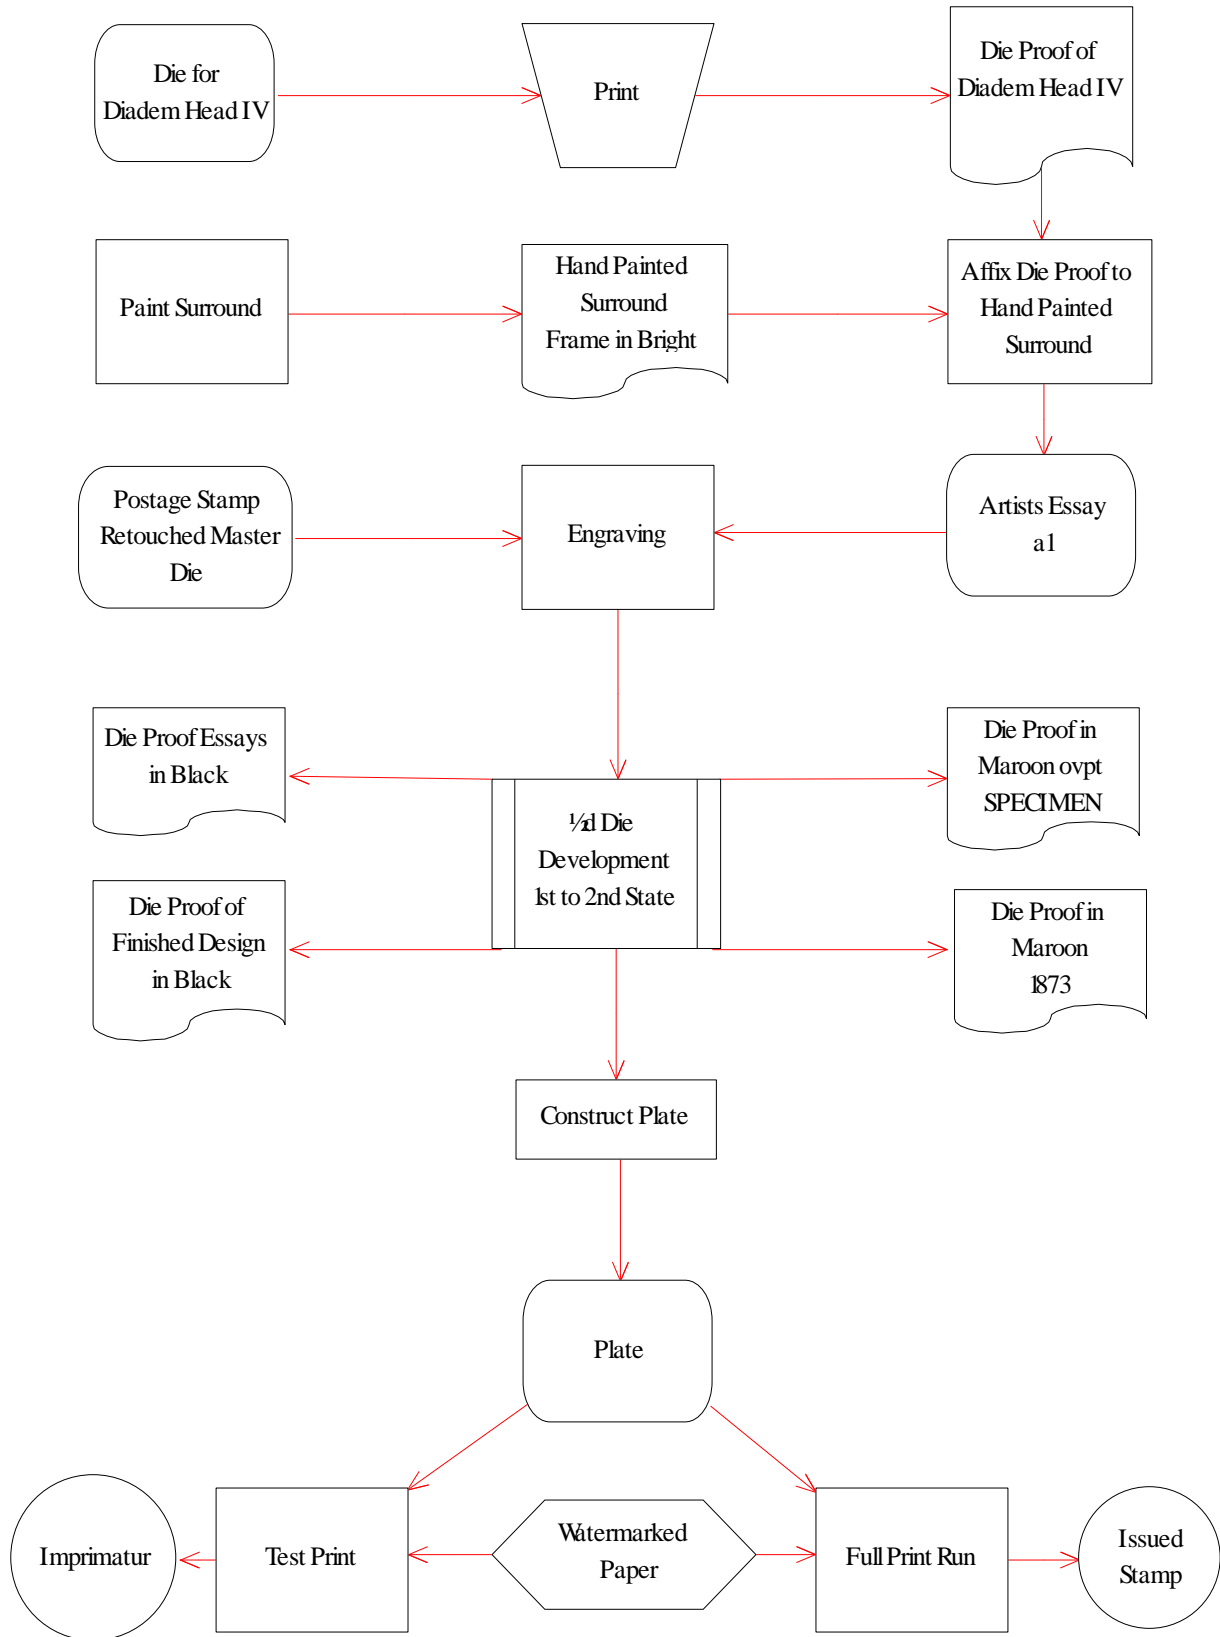 Die for
Diadem Head IV
Print
Die Proof of
Diadem Head IV
Paint Surround
Hand Painted
Surround
Frame in Bright
Affix Die Proof to
Hand Painted
Surround
Postage Stamp
Retouched Master
Die
Engraving
Artists Essay
a1
Die Proof Essays
in Black
½d Die
Development
1st to 2nd State
Die Proof in
Maroon ovpt
SPECIMEN
Die Proof of
Finished Design
in Black
Die Proof in
Maroon
1873
Construct Plate
Plate
Imprimatur
Test Print
Watermarked
Paper
Full Print Run
Issued
Stamp